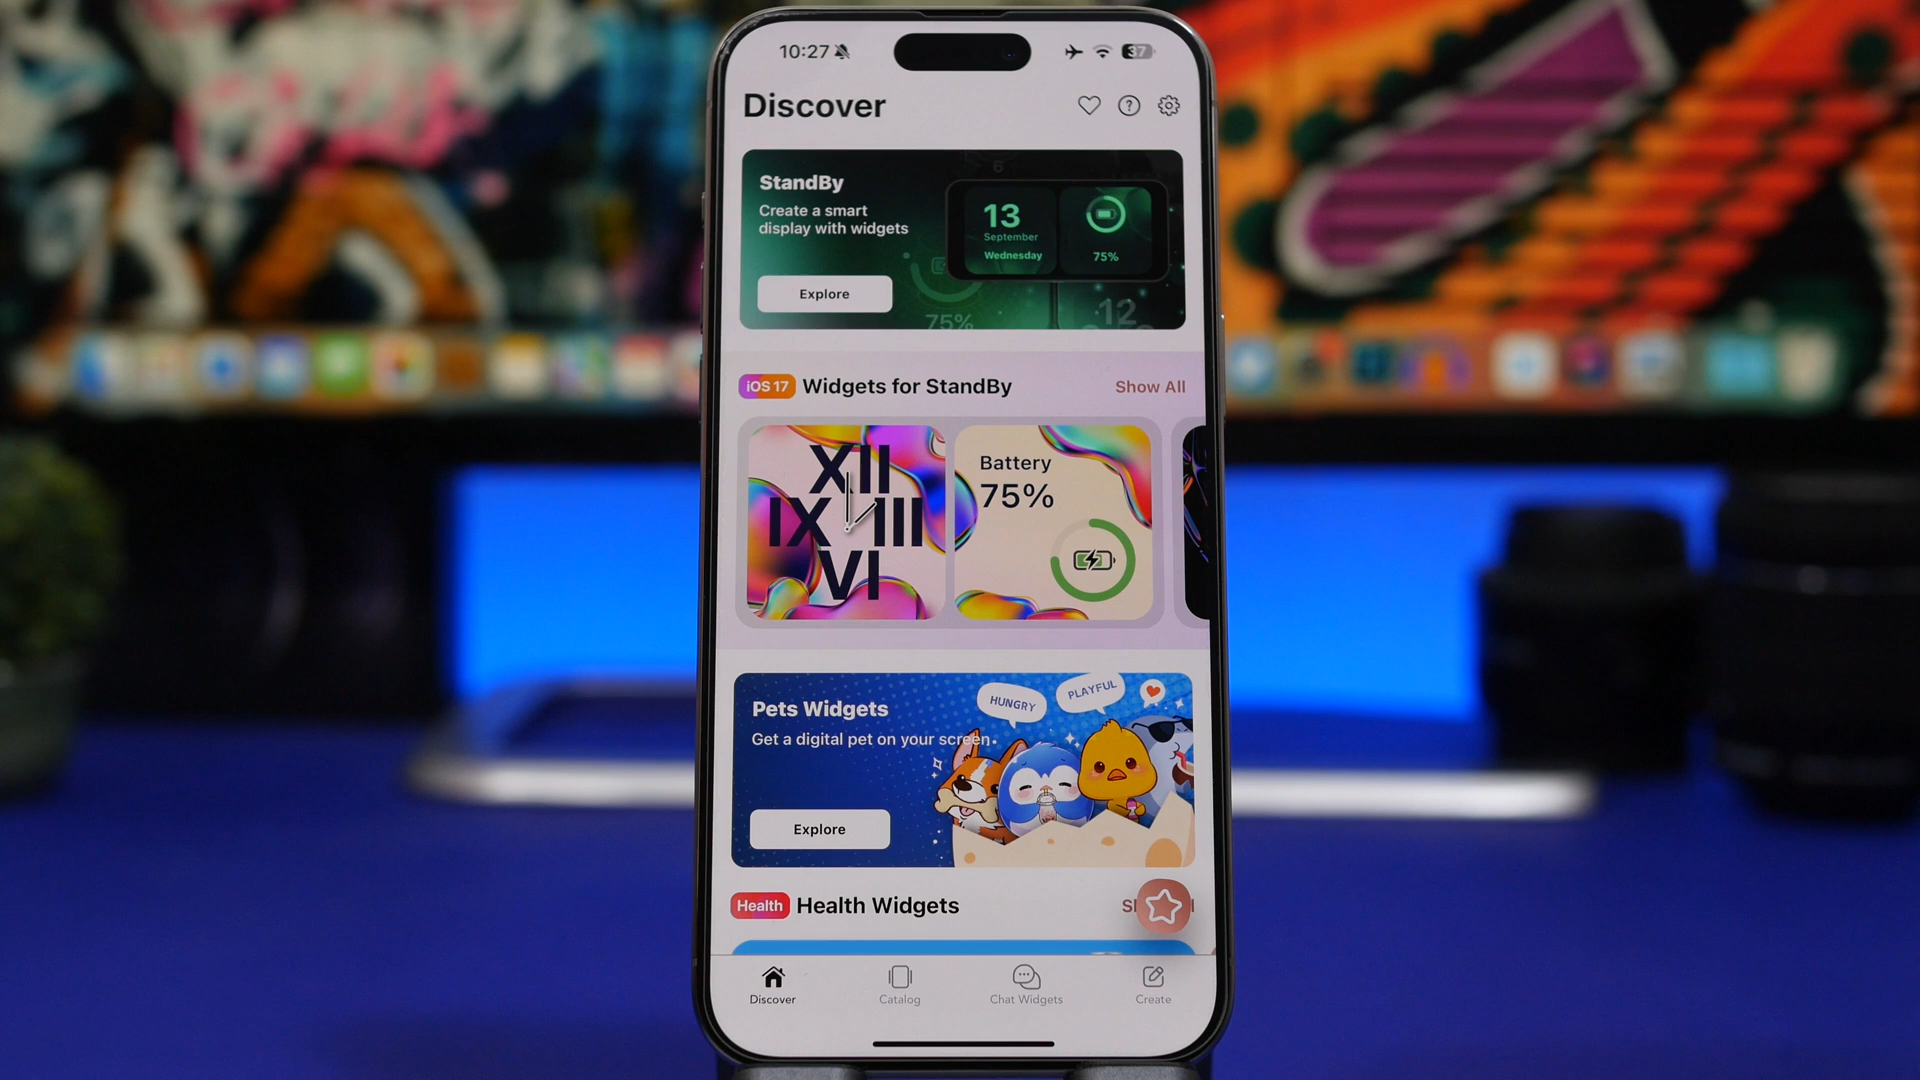 10:27
37
Discover
StandBy
Create a smart
display with widgets
Explore
6
13
September
Wednesday
75%
75%
12
iOS 17 Widgets for StandBy
Show All
XII
IX
III
VI
Battery
75%
Pets Widgets
Get a digital pet on your screen.
HUNGRY
PLAYFUL
Explore
Health Health Widgets
Discover
Catalog
Chat Widgets
Create